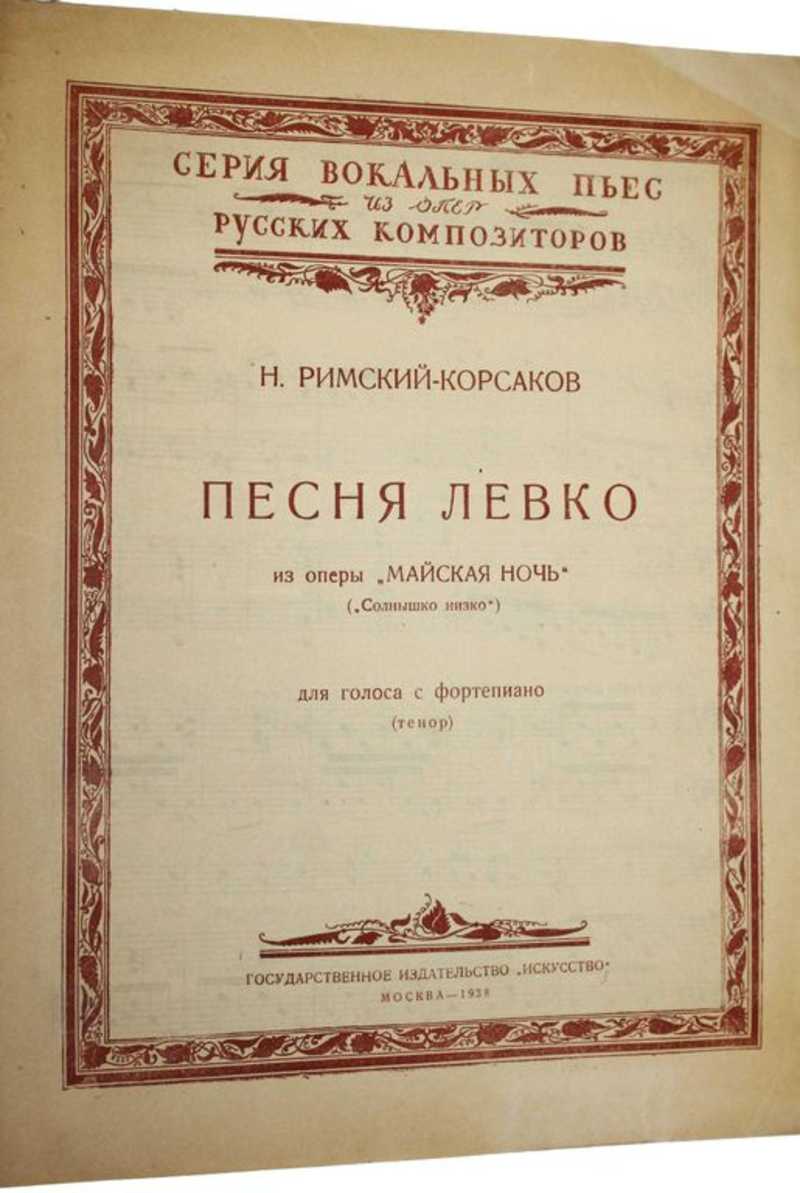 СЕРИЯ ВОКАЛЬНЫХ ПЬЕС
ИЗ ОПЕР
РУССКИХ КОМПОЗИТОРОВ
Н. РИМСКИЙ-КОРСАКОВ
ПЕСНЯ ЛЕВКО
из оперы „МАЙСКАЯ НОЧЬ“
(„Солнышко низко“)
для голоса с фортепиано
(тенор)
ГОСУДАРСТВЕННОЕ ИЗДАТЕЛЬСТВО „ИСКУССТВО“
МОСКВА—1938